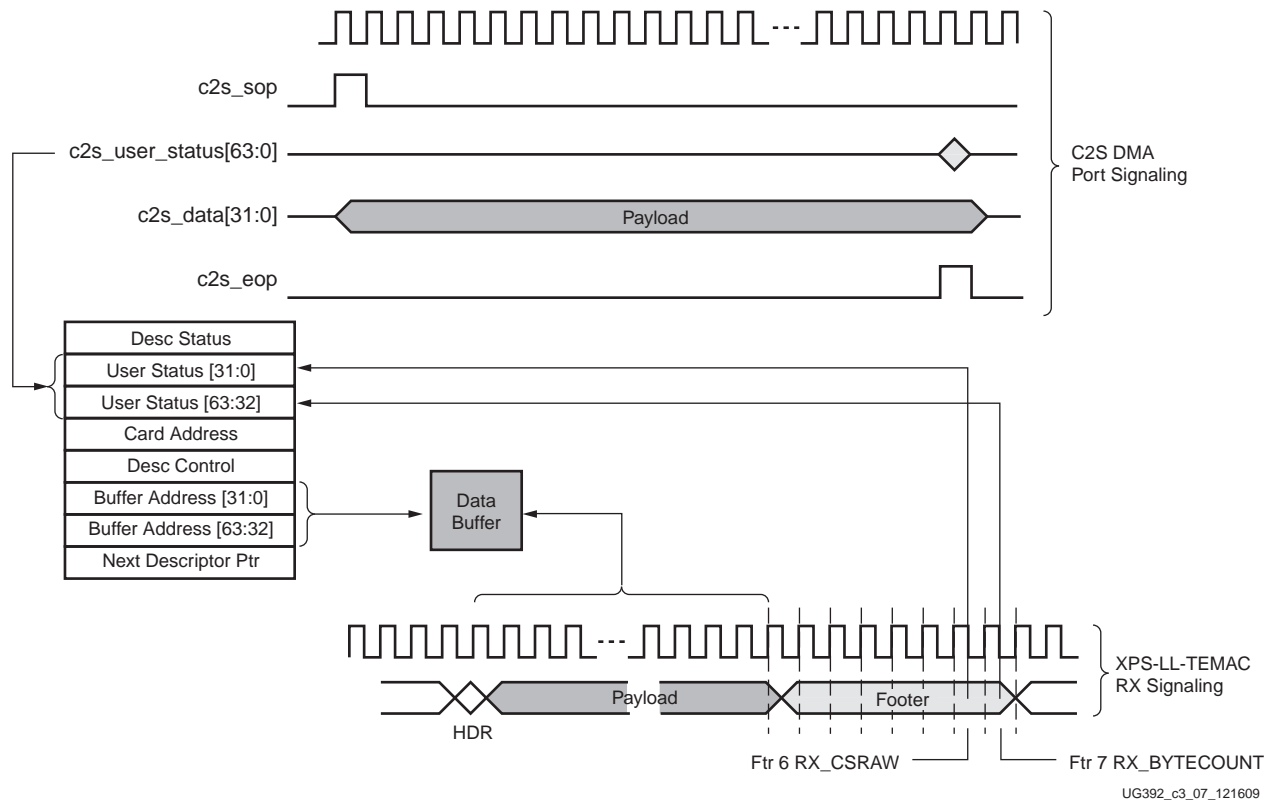 c2s_sop
c2s_user_status[63:0]
C2S DMA
Port Signaling
c2s_data[31:0]
Payload
c2s_eop
Desc Status
User Status [31:0]
User Status [63:32]
Card Address
Desc Control
Buffer Address [31:0]
Buffer Address [63:32]
Next Descriptor Ptr
Data
Buffer
XPS-LL-TEMAC
RX Signaling
Payload
Footer
HDR
Ftr 6 RX_CSRAW
Ftr 7 RX_BYTECOUNT
UG392_c3_07_121609